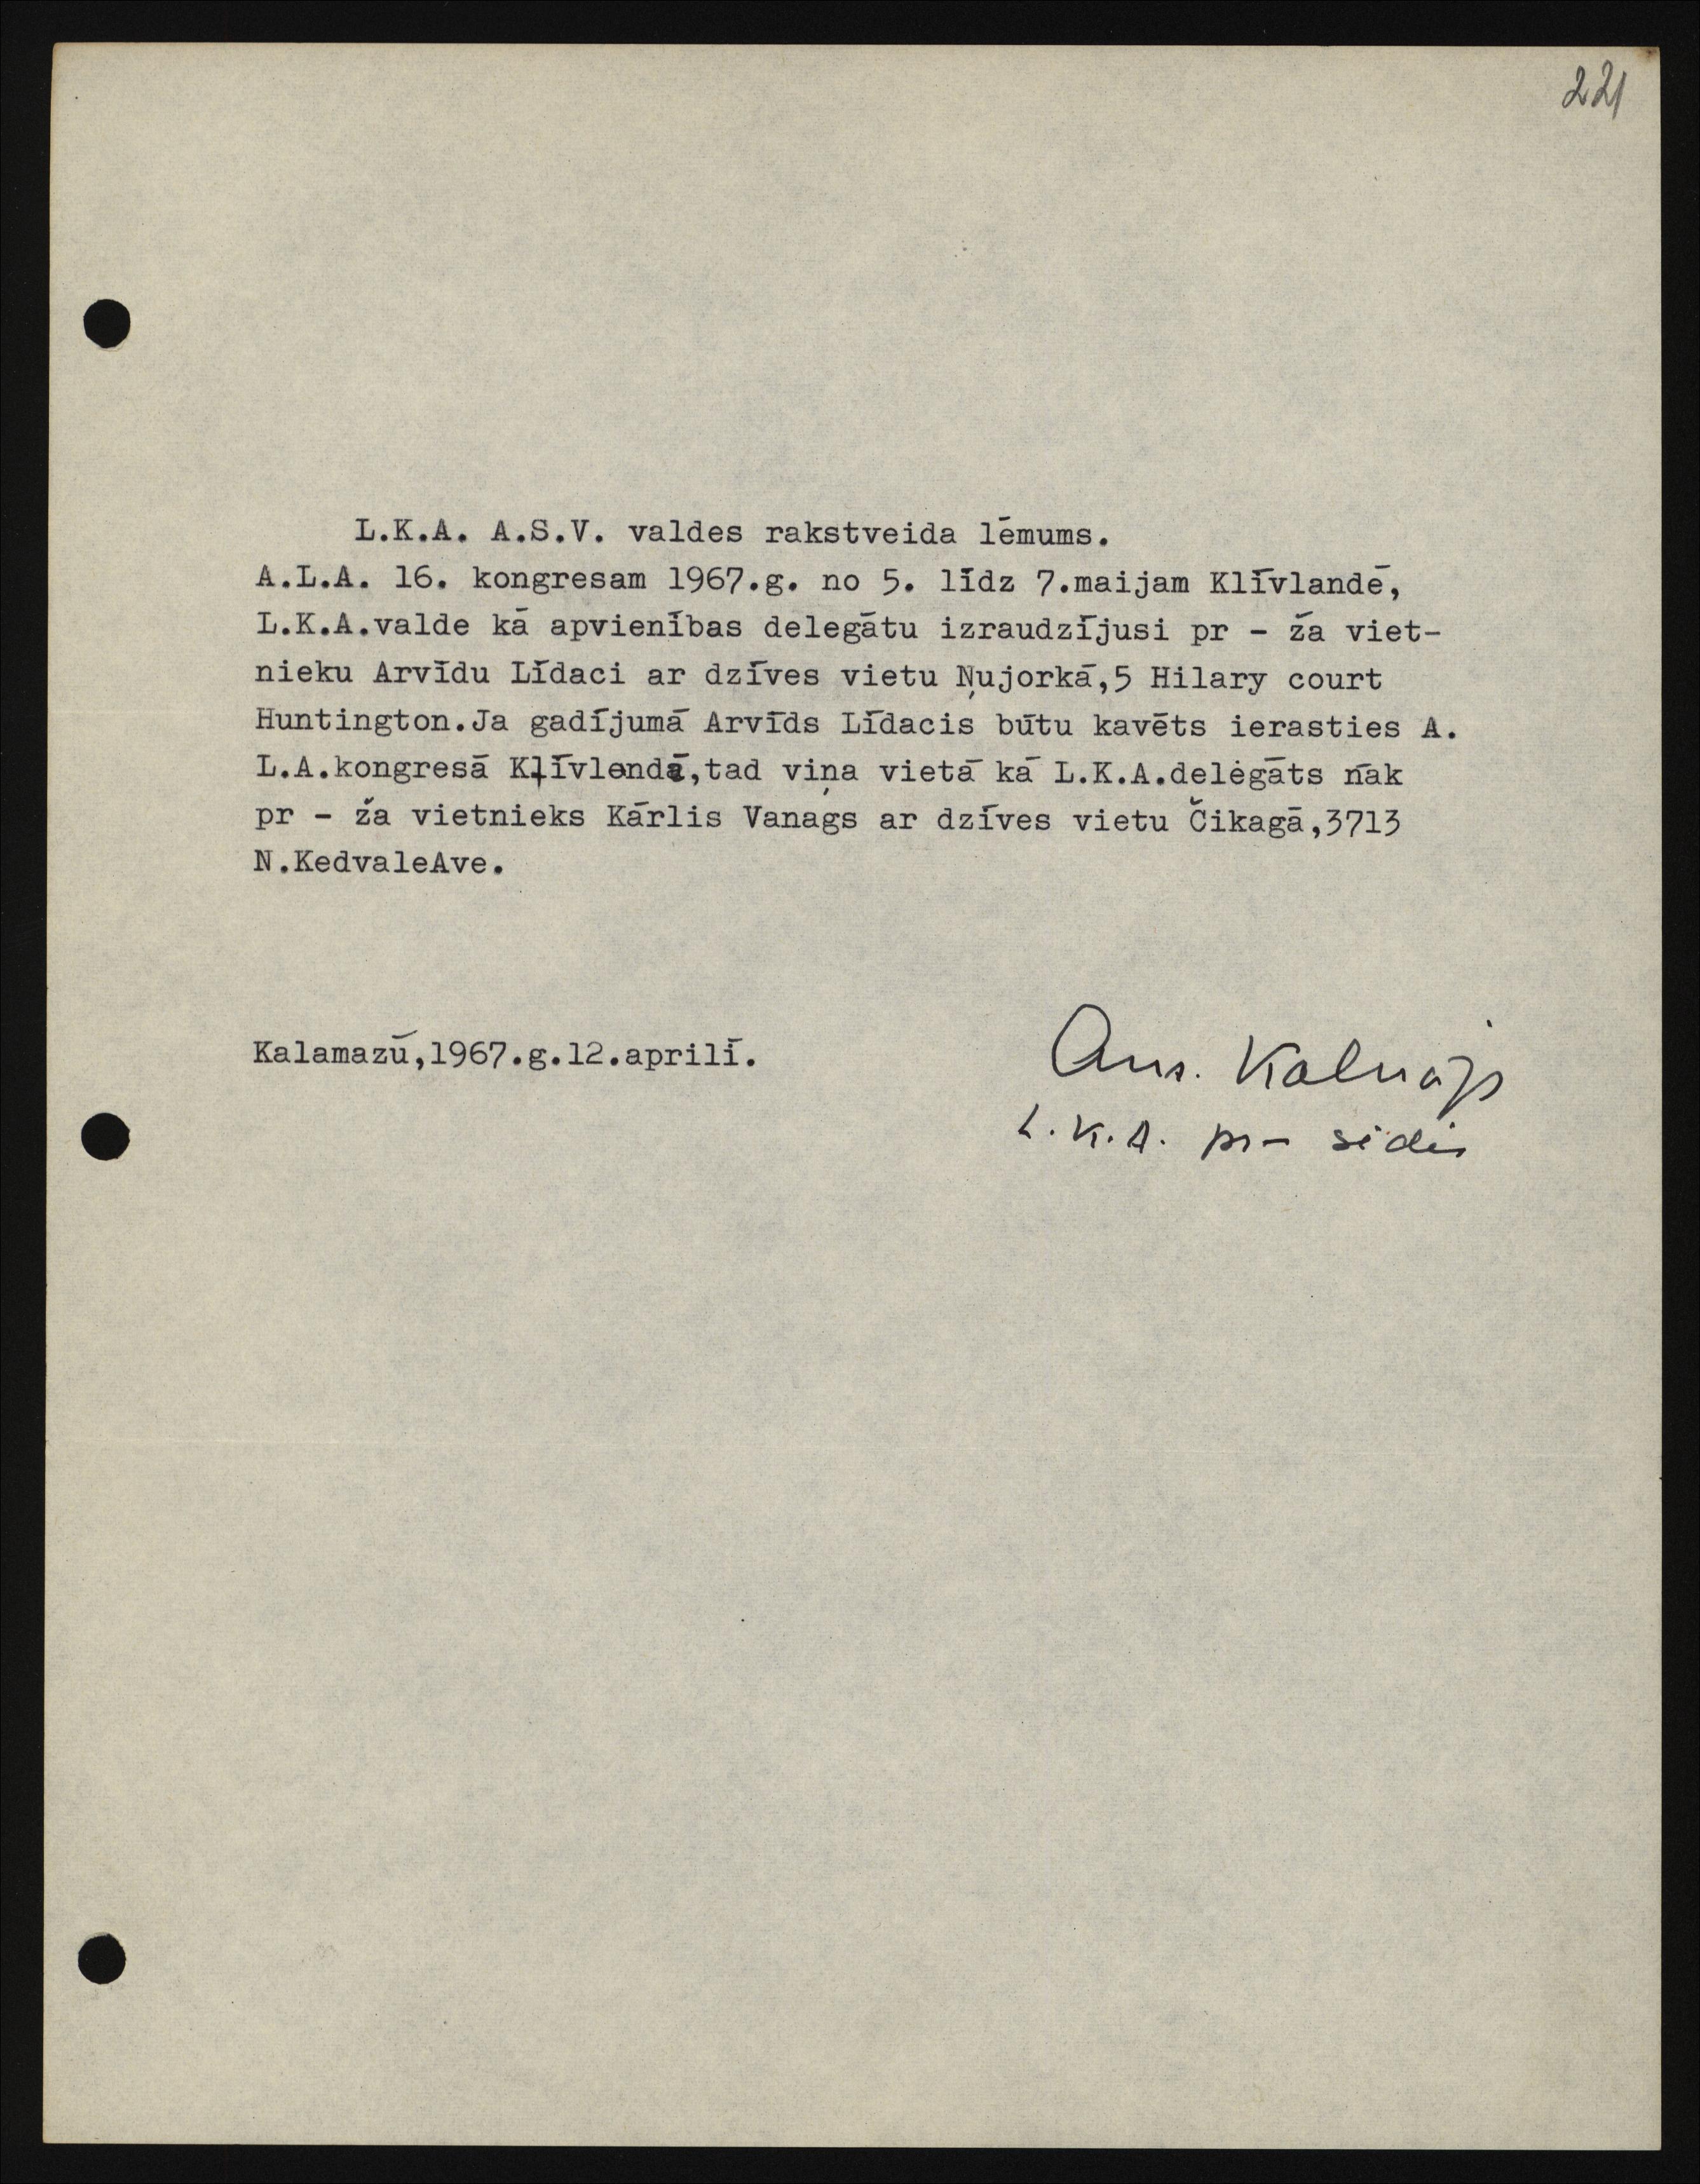 221
L.K.A. A.S.V. valdes rakstveida lēmums.
A.L.A. 16. kongresam 1967.g. no 5. līdz 7.maijam Klīvlandē,
L.K.A.valde kā apvienības delegātu izraudzījusi pr - ža viet-
nieku Arvīdu Līdaci ar dzīves vietu Ņujorkā,5 Hilary court
Huntington.Ja gadījumā Arvīds Līdacis būtu kavēts ierasties A.
L.A.kongresā Klīvlendā,tad viņa vietā kā L.K.A.delēgāts nāk
pr - ža vietnieks Kārlis Vanags ar dzīves vietu Čikagā,3713
N.KedvaleAve.
Kalamazū,1967.g.12.aprilī.
Ans. Kalnājs
L.K.A. pr- sēdis